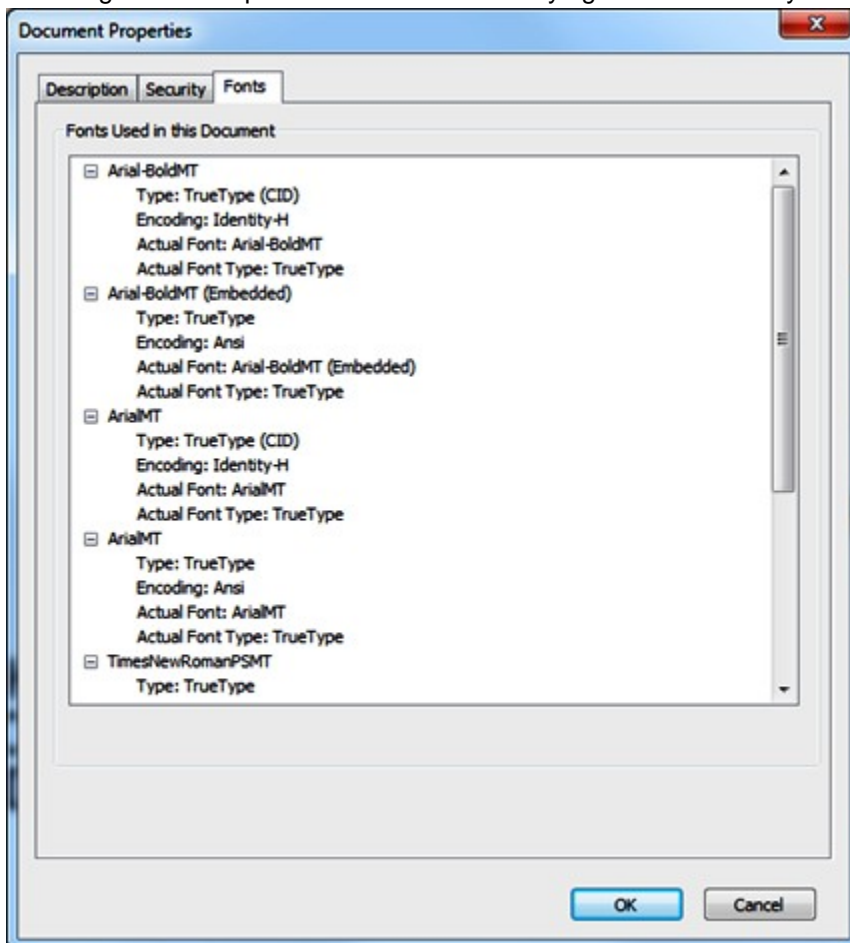 Document Properties
Description Security Fonts
Fonts Used in this Document
Arial-BoldMT
Type: TrueType (CID)
Encoding: Identity-H
Actual Font: Arial-BoldMT
Actual Font Type: TrueType
Arial-BoldMT (Embedded)
Type: TrueType
Encoding: Ansi
Actual Font: Arial-BoldMT (Embedded)
Actual Font Type: TrueType
ArialMT
Type: TrueType (CID)
Encoding: Identity-H
Actual Font: ArialMT
Actual Font Type: TrueType
ArialMT
Type: TrueType
Encoding: Ansi
Actual Font: ArialMT
Actual Font Type: TrueType
TimesNewRomanPSMT
Type: TrueType
OK Cancel